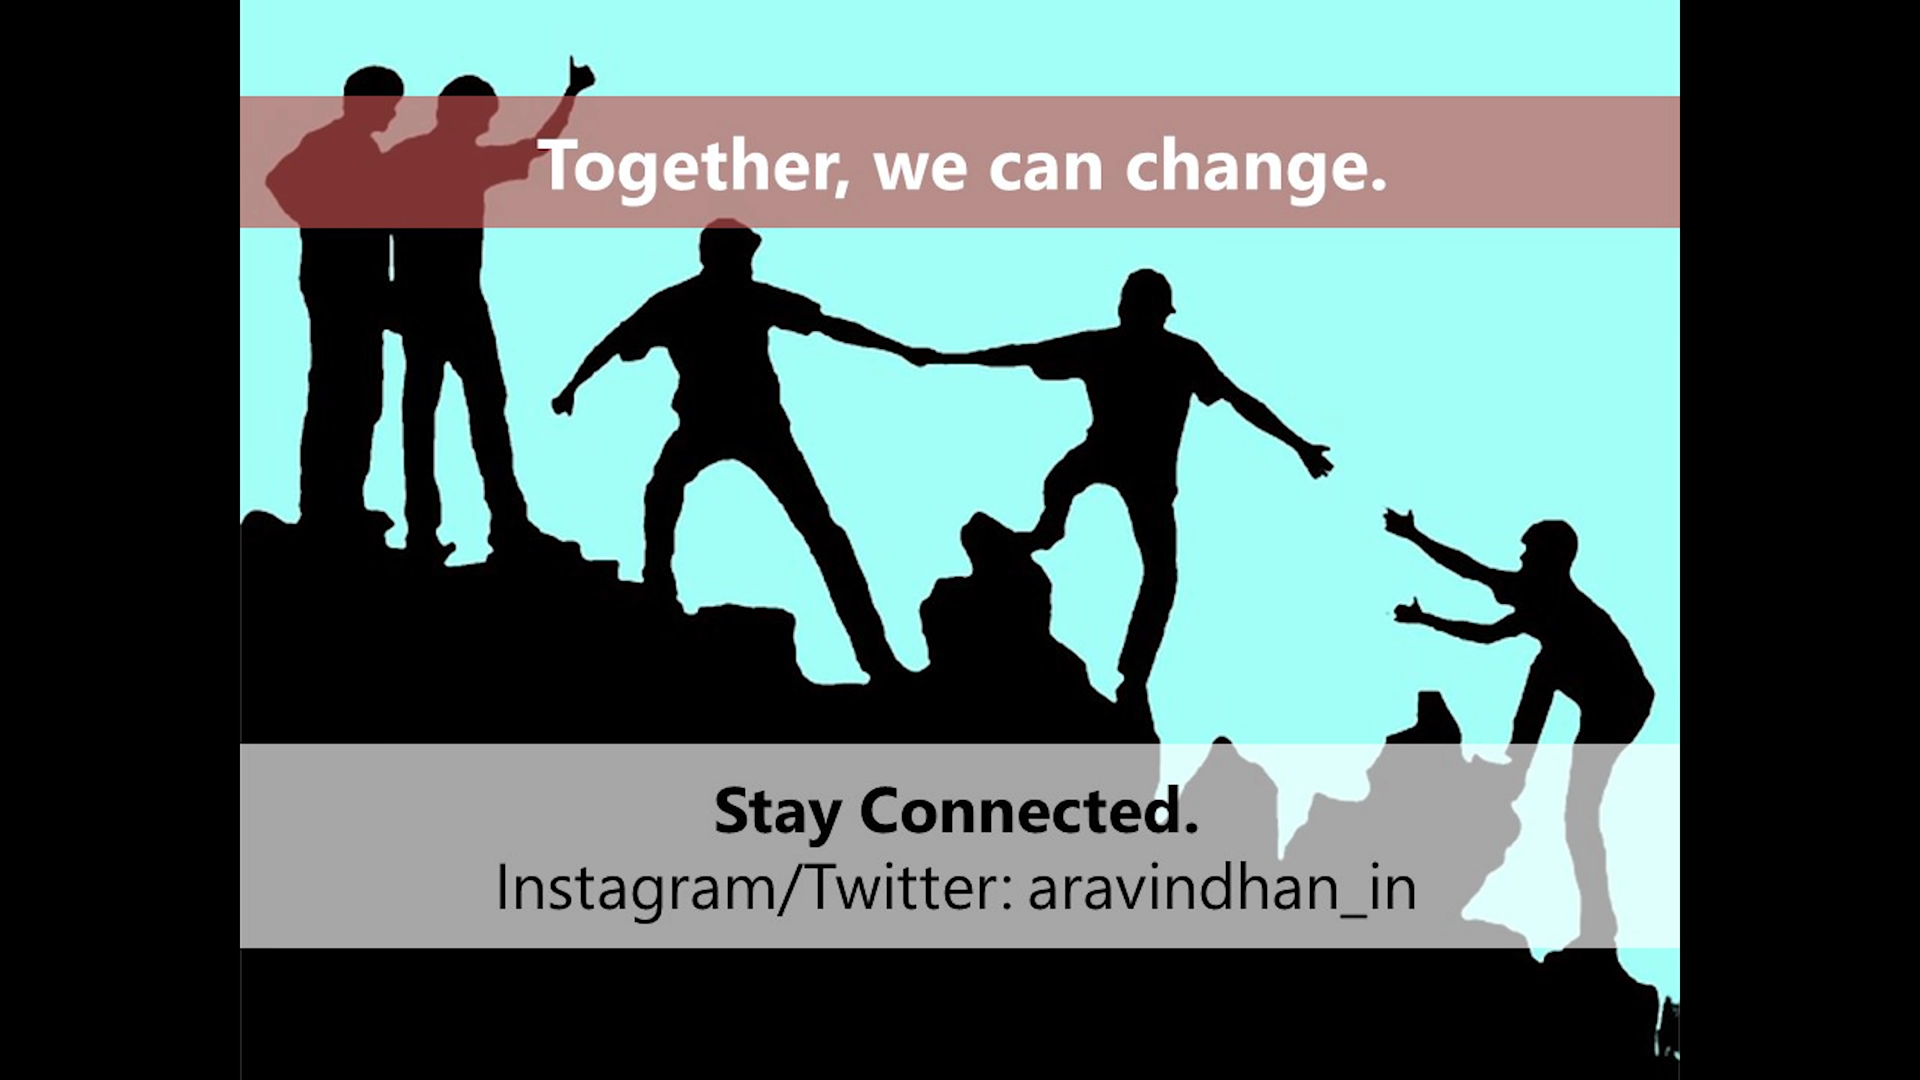 Together, we can change.
Stay Connected.
Instagram/Twitter: aravindhan_in